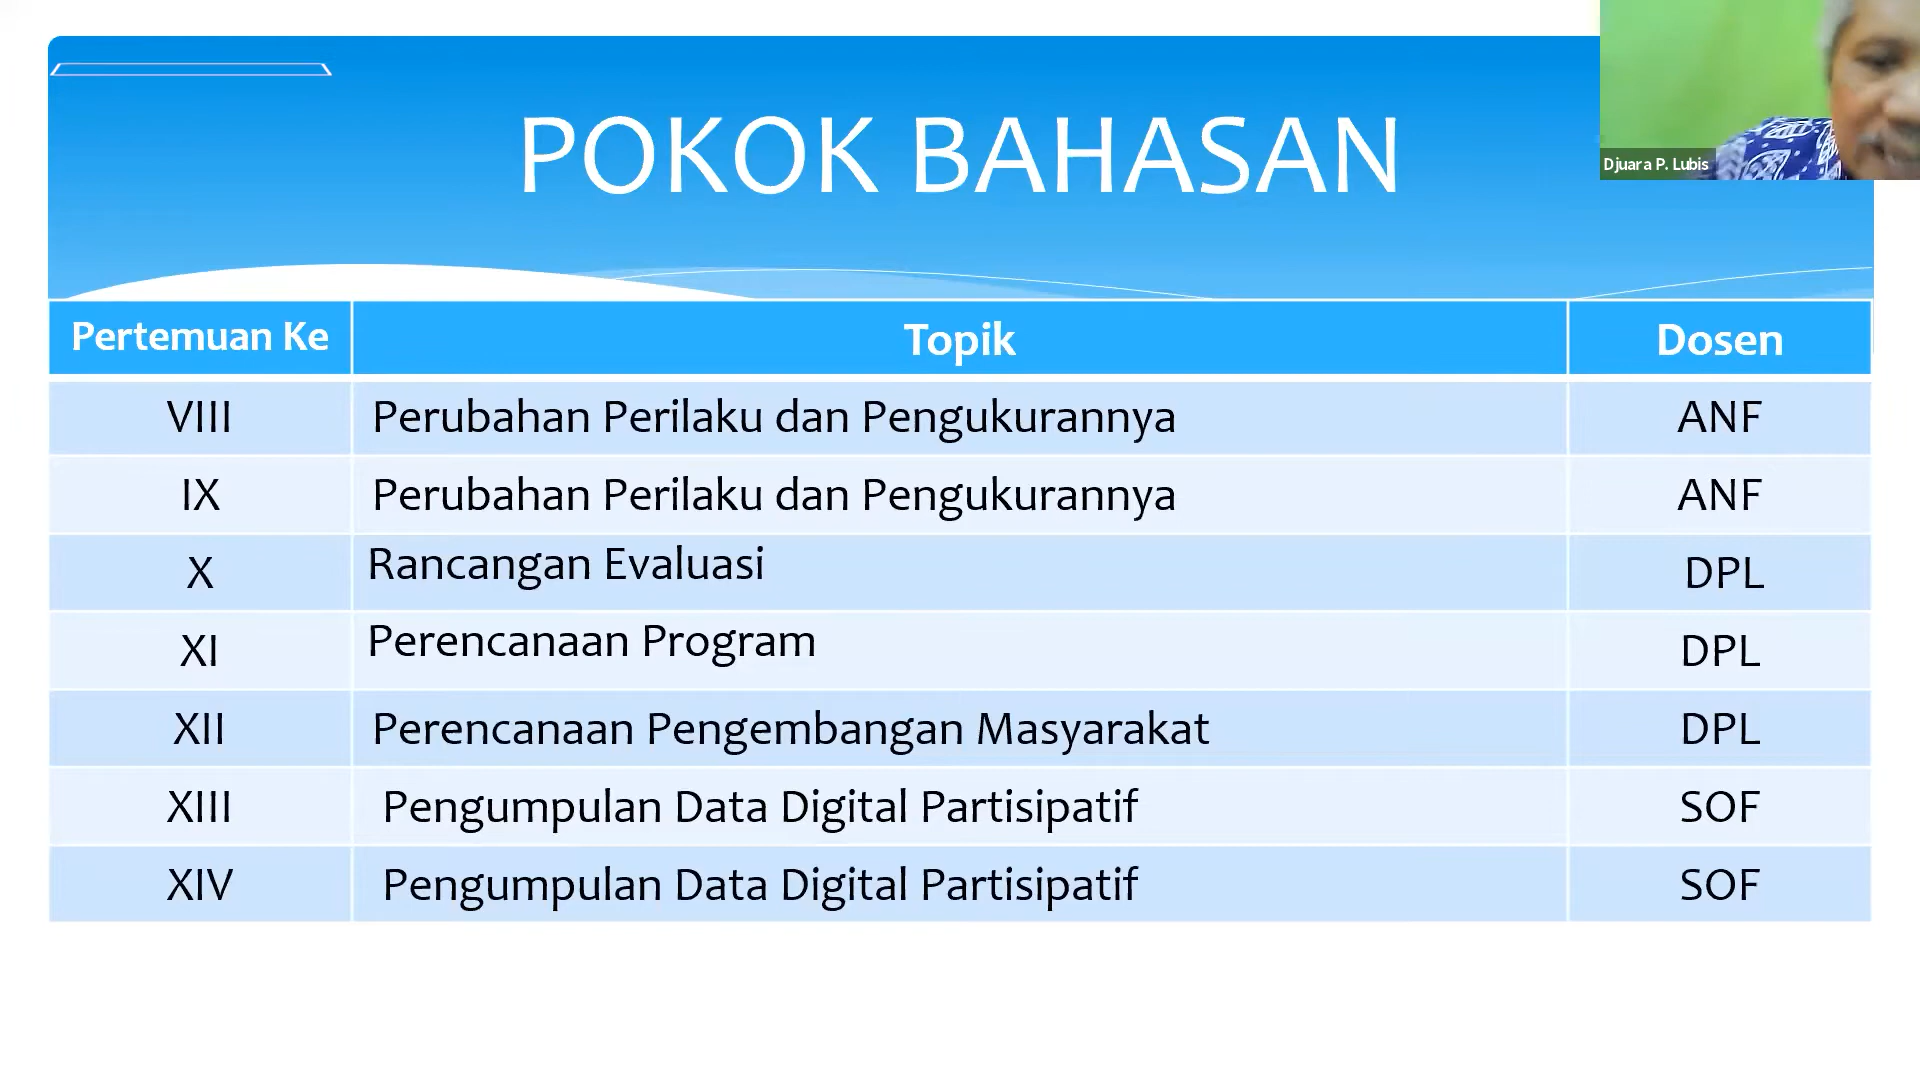 POKOK BAHASAN
Djuara P. Lubis
Pertemuan Ke Topik Dosen
VIII Perubahan Perilaku dan Pengukurannya ANF
IX Perubahan Perilaku dan Pengukurannya ANF
X Rancangan Evaluasi DPL
XI Perencanaan Program DPL
XII Perencanaan Pengembangan Masyarakat DPL
XIII Pengumpulan Data Digital Partisipatif SOF
XIV Pengumpulan Data Digital Partisipatif SOF